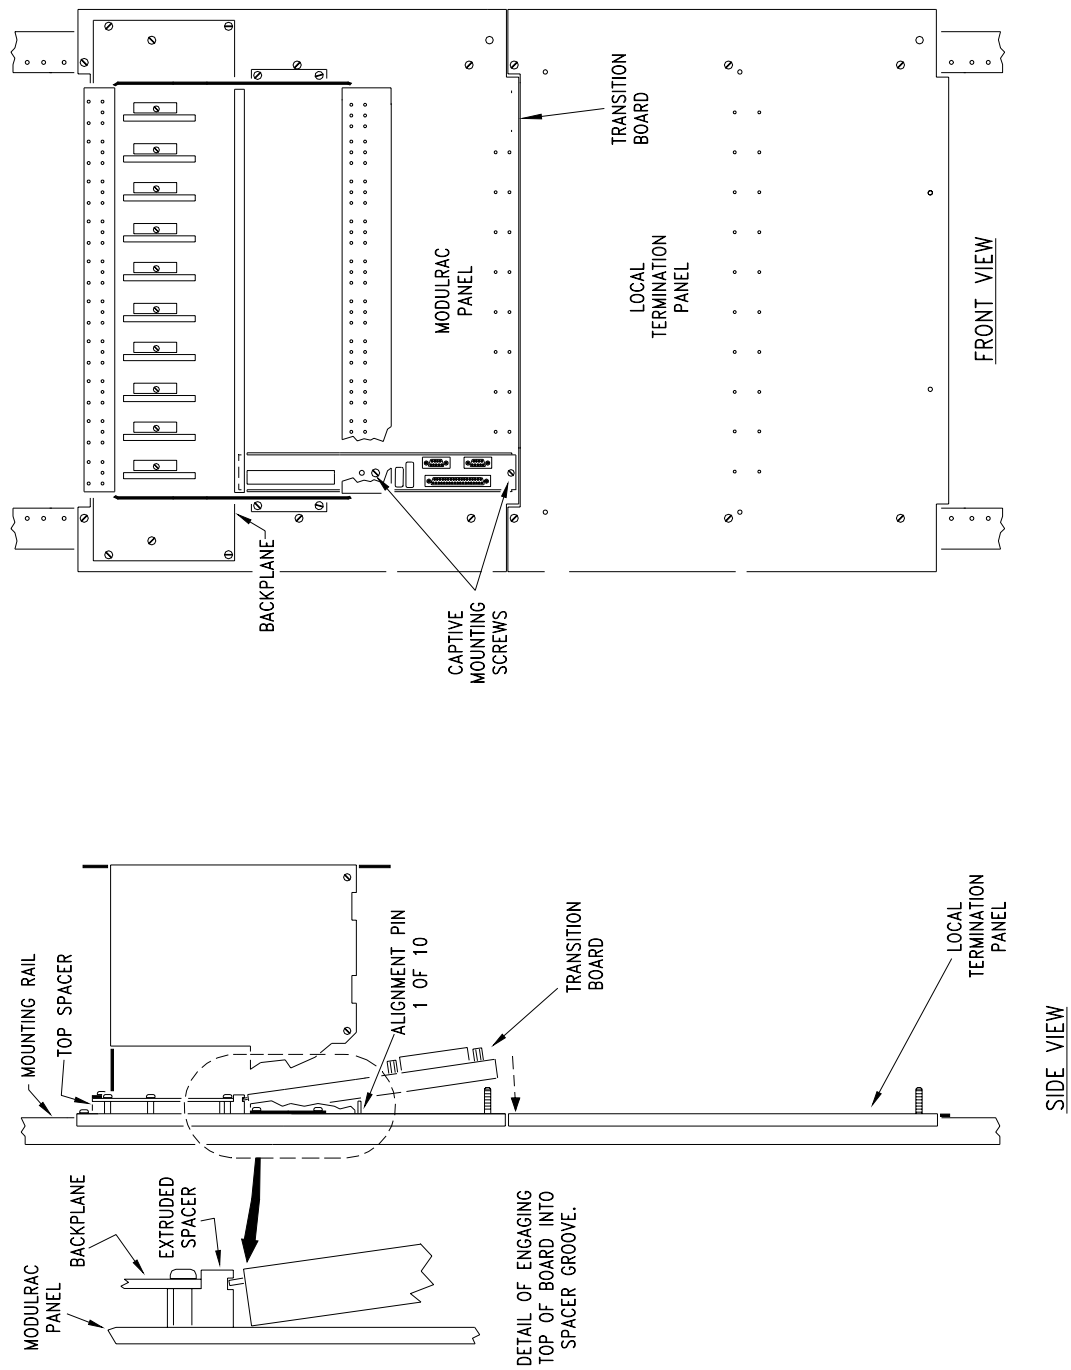 MODULRAC
PANEL
BACKPLANE
EXTRUDED
SPACER
DETAIL OF ENGAGING
TOP OF BOARD INTO
SPACER GROOVE.
MOUNTING RAIL
TOP SPACER
ALIGNMENT PIN
1 OF 10
TRANSITION
BOARD
LOCAL
TERMINATION
PANEL
SIDE VIEW
BACKPLANE
CAPTIVE
MOUNTING
SCREWS
MODULRAC
PANEL
TRANSITION
BOARD
LOCAL
TERMINATION
PANEL
FRONT VIEW